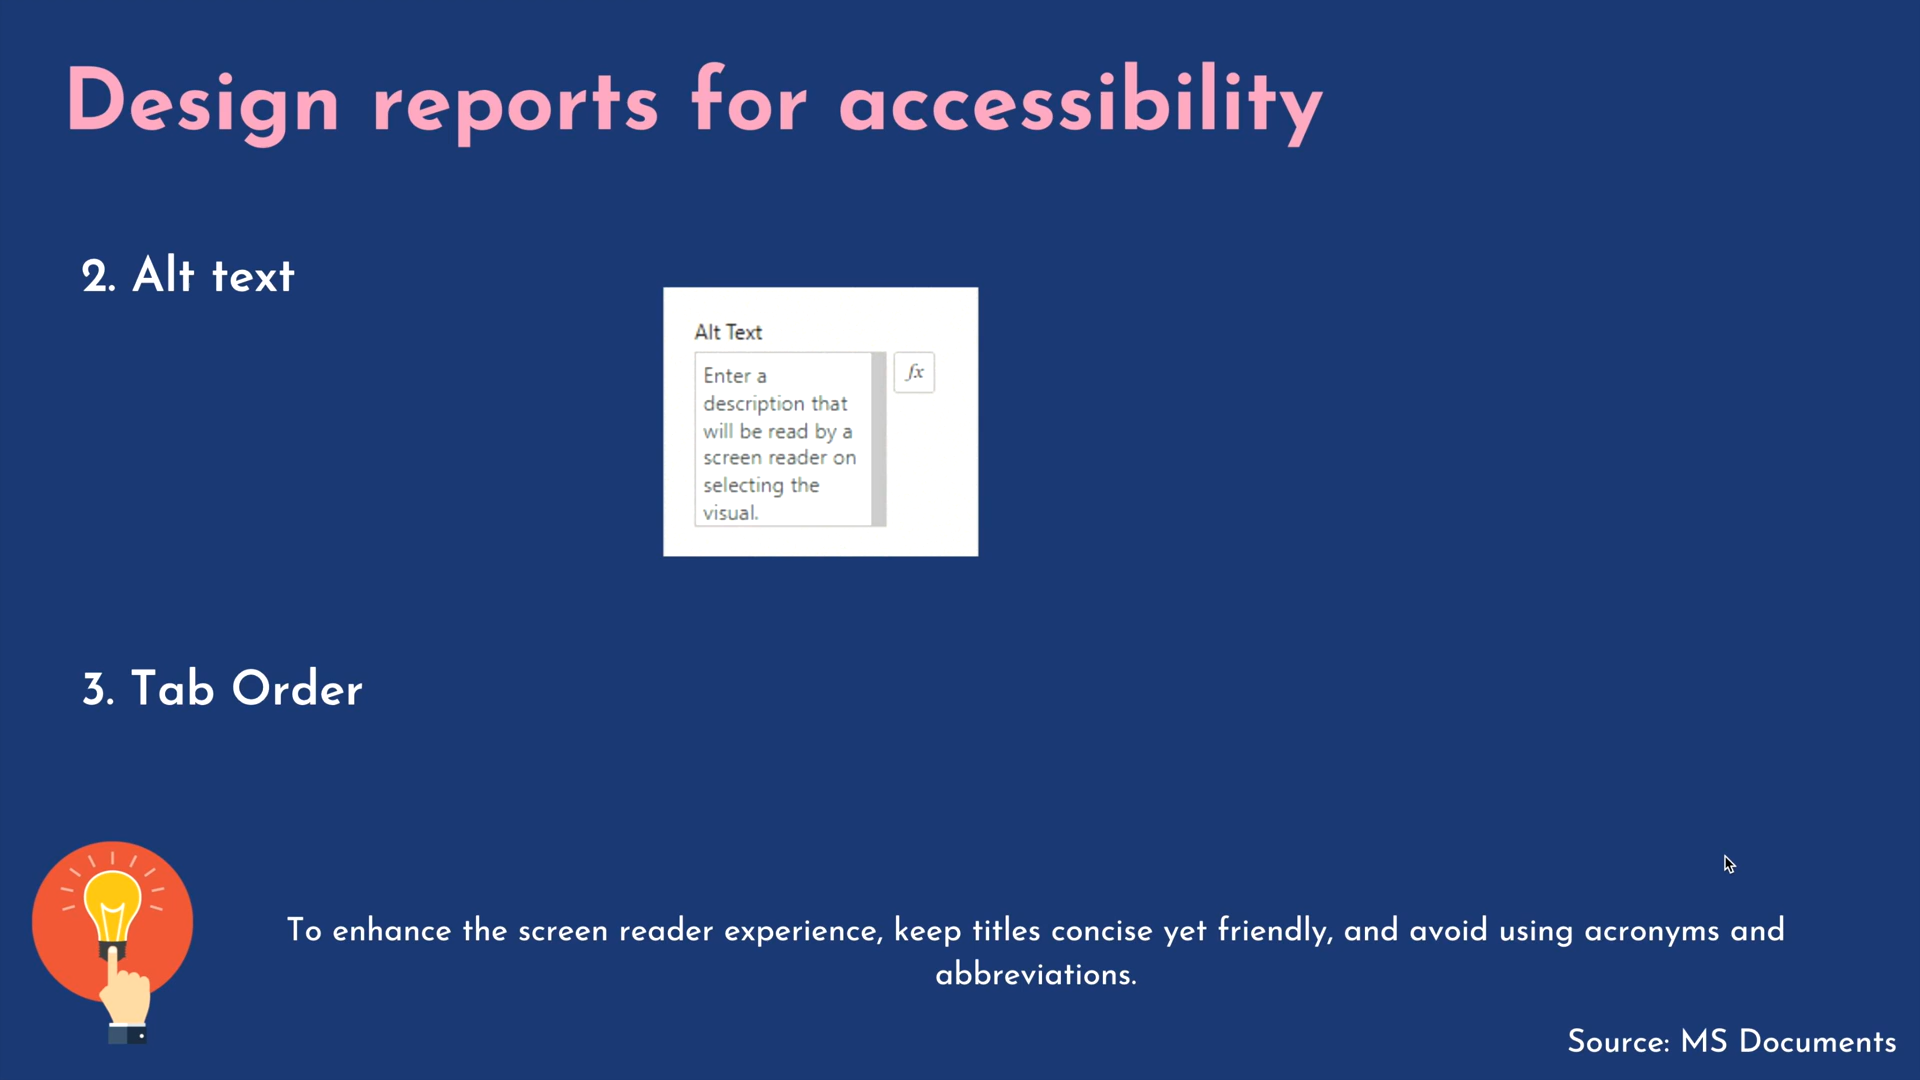 Design reports for accessibility
2. Alt text
Alt Text
Enter a
description that
will be read by a
screen reader on
selecting the
visual.
fx
3. Tab Order
To enhance the screen reader experience, keep titles concise yet friendly, and avoid using acronyms and
abbreviations.
Source: MS Documents